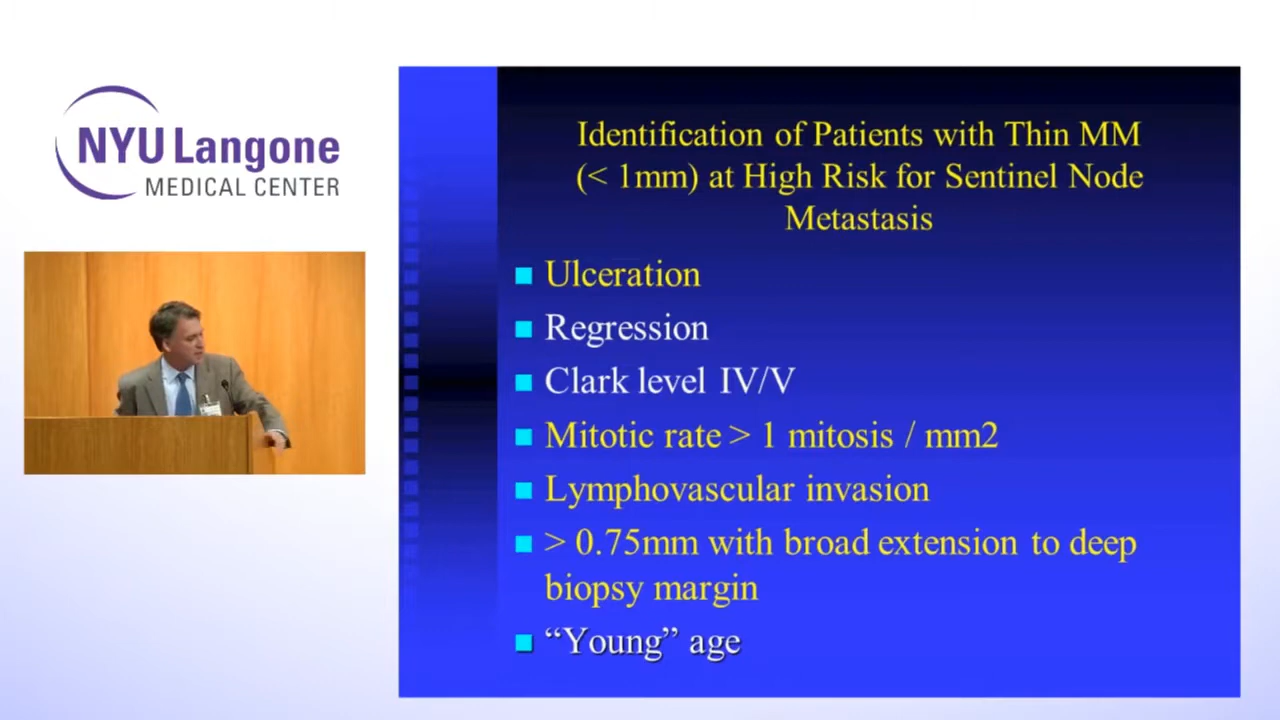 NYU Langone
MEDICAL CENTER
Identification of Patients with Thin MM
(< 1mm) at High Risk for Sentinel Node
Metastasis
Ulceration
Regression
Clark level IV/V
Mitotic rate > 1 mitosis / mm2
Lymphovascular invasion
> 0.75mm with broad extension to deep
biopsy margin
“Young” age